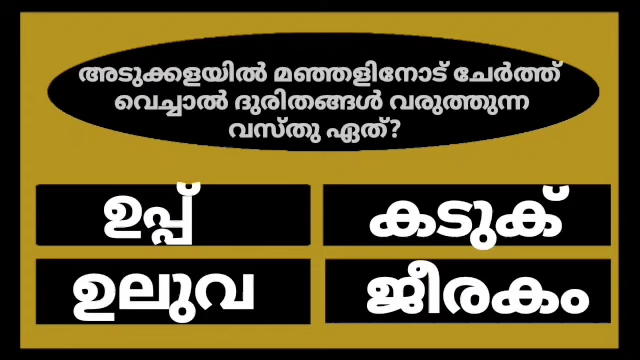 അടുക്കളയിൽ മഞ്ഞളിനോട് ചേർത്ത്
വെച്ചാൽ ദുരിതങ്ങൾ വരുത്തുന്ന
വസ്തു ഏത്?
ഉപ്പ്
കടുക്
ഉലുവ
ജീരകം